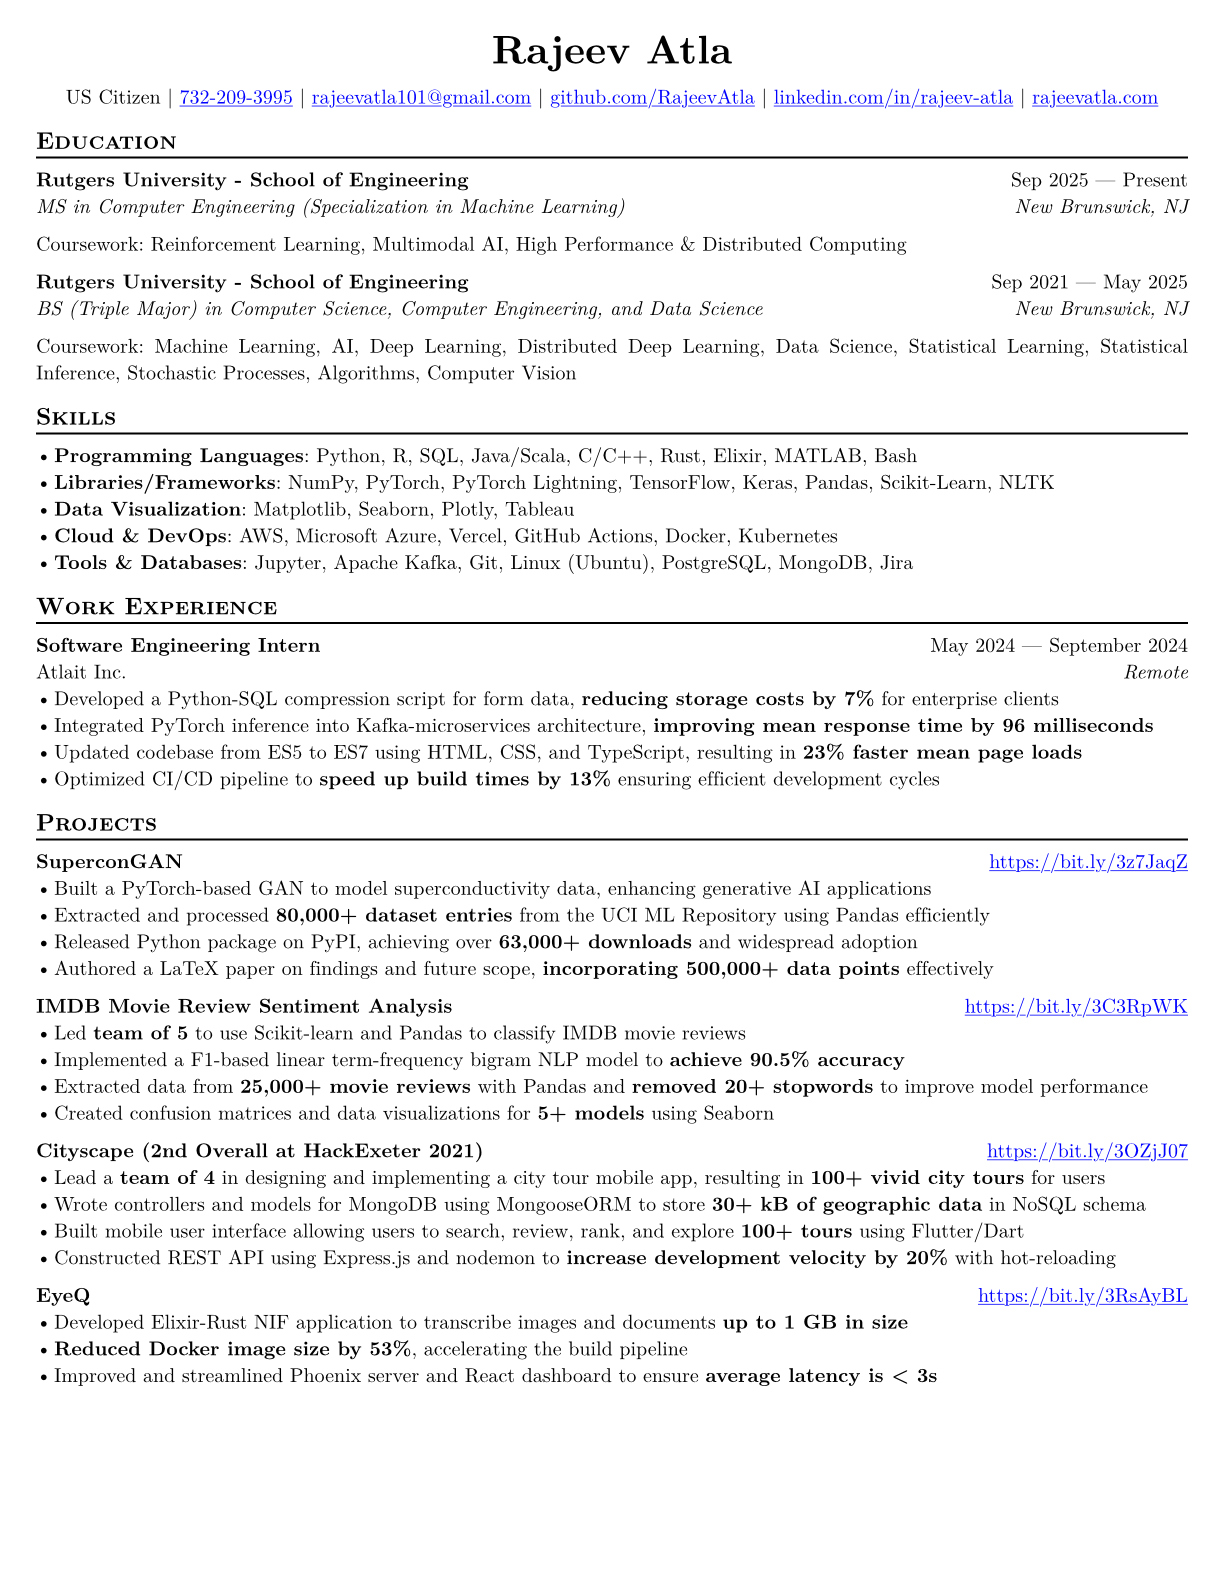 Rajeev Atla
US Citizen | 732-209-3995 | rajeevatla101@gmail.com | github.com/RajeevAtla | linkedin.com/in/rajeev-atla | rajeevatla.com
Education
Rutgers University - School of Engineering Sep 2025 — Present
MS in Computer Engineering (Specialization in Machine Learning) New Brunswick, NJ
Coursework: Reinforcement Learning, Multimodal AI, High Performance & Distributed Computing
Rutgers University - School of Engineering Sep 2021 — May 2025
BS (Triple Major) in Computer Science, Computer Engineering, and Data Science New Brunswick, NJ
Coursework: Machine Learning, AI, Deep Learning, Distributed Deep Learning, Data Science, Statistical Learning, Statistical
Inference, Stochastic Processes, Algorithms, Computer Vision
Skills
• Programming Languages: Python, R, SQL, Java/Scala, C/C++, Rust, Elixir, MATLAB, Bash
• Libraries/Frameworks: NumPy, PyTorch, PyTorch Lightning, TensorFlow, Keras, Pandas, Scikit-Learn, NLTK
• Data Visualization: Matplotlib, Seaborn, Plotly, Tableau
• Cloud & DevOps: AWS, Microsoft Azure, Vercel, GitHub Actions, Docker, Kubernetes
• Tools & Databases: Jupyter, Apache Kafka, Git, Linux (Ubuntu), PostgreSQL, MongoDB, Jira
Work Experience
Software Engineering Intern May 2024 — September 2024
Atlait Inc. Remote
• Developed a Python-SQL compression script for form data, reducing storage costs by 7% for enterprise clients
• Integrated PyTorch inference into Kafka-microservices architecture, improving mean response time by 96 milliseconds
• Updated codebase from ES5 to ES7 using HTML, CSS, and TypeScript, resulting in 23% faster mean page loads
• Optimized CI/CD pipeline to speed up build times by 13% ensuring efficient development cycles
Projects
SuperconGAN https://bit.ly/3z7JaqZ
• Built a PyTorch-based GAN to model superconductivity data, enhancing generative AI applications
• Extracted and processed 80,000+ dataset entries from the UCI ML Repository using Pandas efficiently
• Released Python package on PyPI, achieving over 63,000+ downloads and widespread adoption
• Authored a LaTeX paper on findings and future scope, incorporating 500,000+ data points effectively
IMDB Movie Review Sentiment Analysis https://bit.ly/3C3RpWK
• Led team of 5 to use Scikit-learn and Pandas to classify IMDB movie reviews
• Implemented a F1-based linear term-frequency bigram NLP model to achieve 90.5% accuracy
• Extracted data from 25,000+ movie reviews with Pandas and removed 20+ stopwords to improve model performance
• Created confusion matrices and data visualizations for 5+ models using Seaborn
Cityscape (2nd Overall at HackExeter 2021) https://bit.ly/3OZjJ07
• Lead a team of 4 in designing and implementing a city tour mobile app, resulting in 100+ vivid city tours for users
• Wrote controllers and models for MongoDB using MongooseORM to store 30+ kB of geographic data in NoSQL schema
• Built mobile user interface allowing users to search, review, rank, and explore 100+ tours using Flutter/Dart
• Constructed REST API using Express.js and nodemon to increase development velocity by 20% with hot-reloading
EyeQ https://bit.ly/3RsAyBL
• Developed Elixir-Rust NIF application to transcribe images and documents up to 1 GB in size
• Reduced Docker image size by 53%, accelerating the build pipeline
• Improved and streamlined Phoenix server and React dashboard to ensure average latency is < 3s